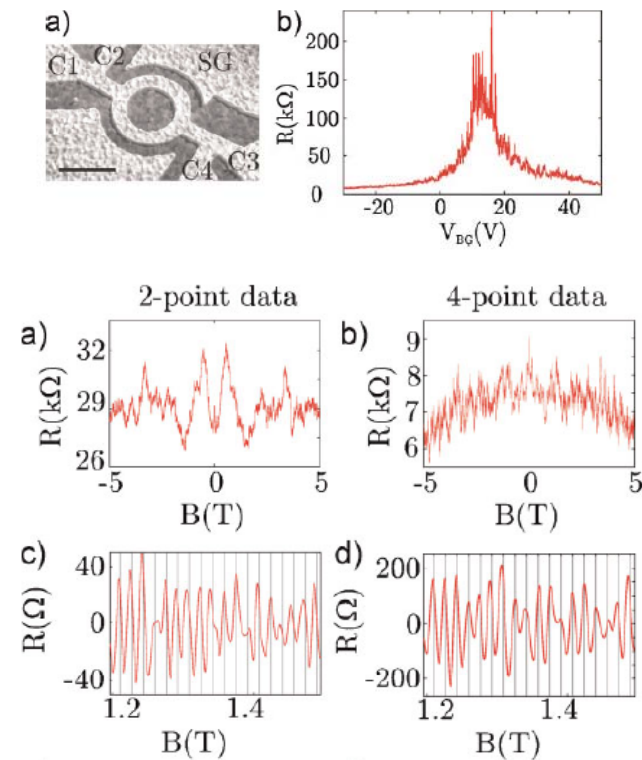 a)
C1 C2 SG
C4 C3
b)
R(kΩ)
200
150
100
50
0
-20 0 20 40
V_BG(V)
2-point data
4-point data
a)
R(kΩ)
32
29
26
-5 0 5
B(T)
b)
R(kΩ)
9
8
7
6
-5 0 5
B(T)
c)
R(Ω)
40
0
-40
1.2 1.4
B(T)
d)
R(Ω)
200
0
-200
1.2 1.4
B(T)